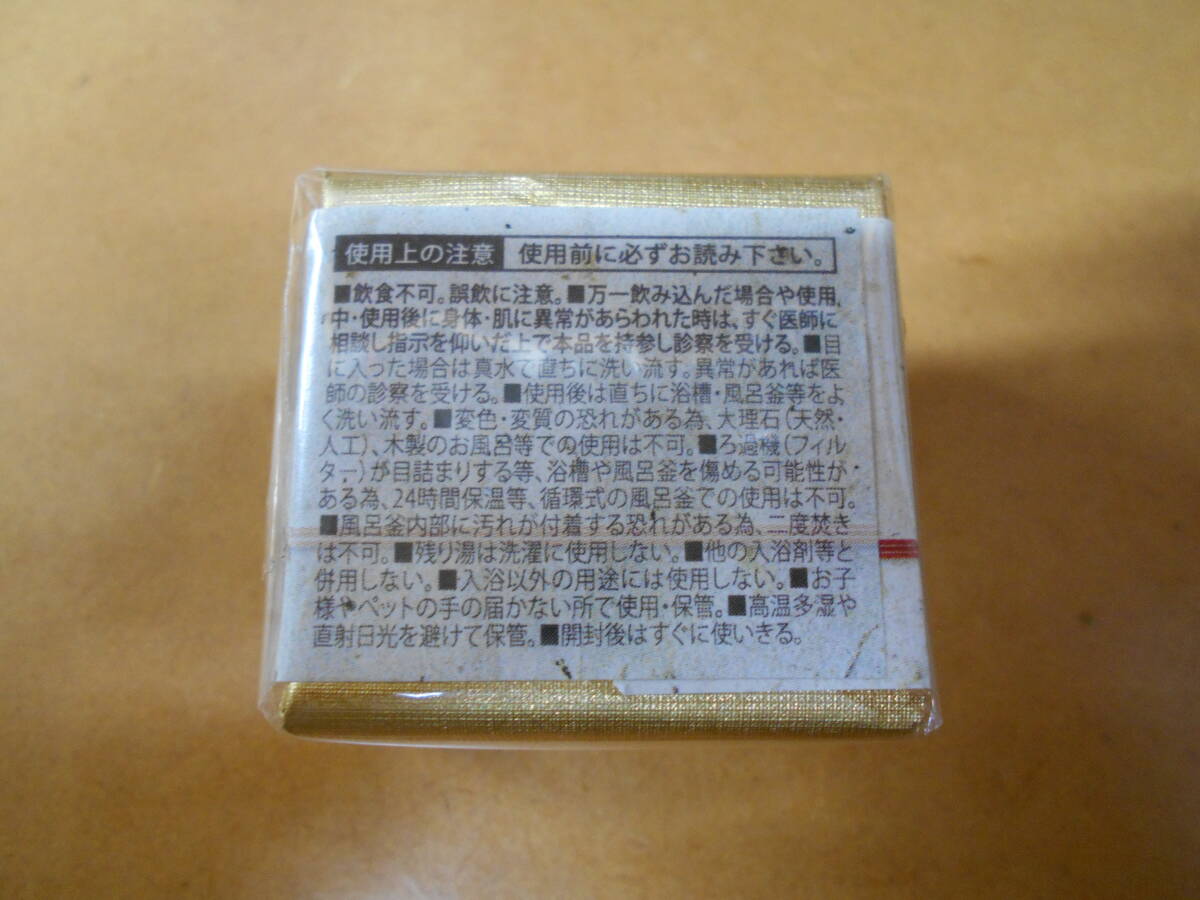 使用上の注意 使用前に必ずお読み下さい。
■飲食不可。誤飲に注意。■万一飲み込んだ場合や使用
中・使用後に身体・肌に異常があらわれた時は、すぐ医師に
相談し指示を仰いだ上で本品を持参し診察を受ける。■目
に入った場合は真水で直ちに洗い流す。異常があれば医
師の診察を受ける。■使用後は直ちに浴槽・風呂釜等をよ
く洗い流す。■変色・変質の恐れがある為、大理石(天然・
人工)、木製のお風呂等での使用は不可。■ろ過機(フィル
ター)が目詰まりする等、浴槽や風呂釜を傷める可能性が
ある為、24時間保温等、循環式の風呂釜での使用は不可。
■風呂釜内部に汚れが付着する恐れがある為、二度焚き
は不可。■残り湯は洗濯に使用しない。■他の入浴剤等と
併用しない。■入浴以外の用途には使用しない。■お子
様やペットの手の届かない所で使用・保管。■高温多湿や
直射日光を避けて保管。■開封後はすぐに使いきる。